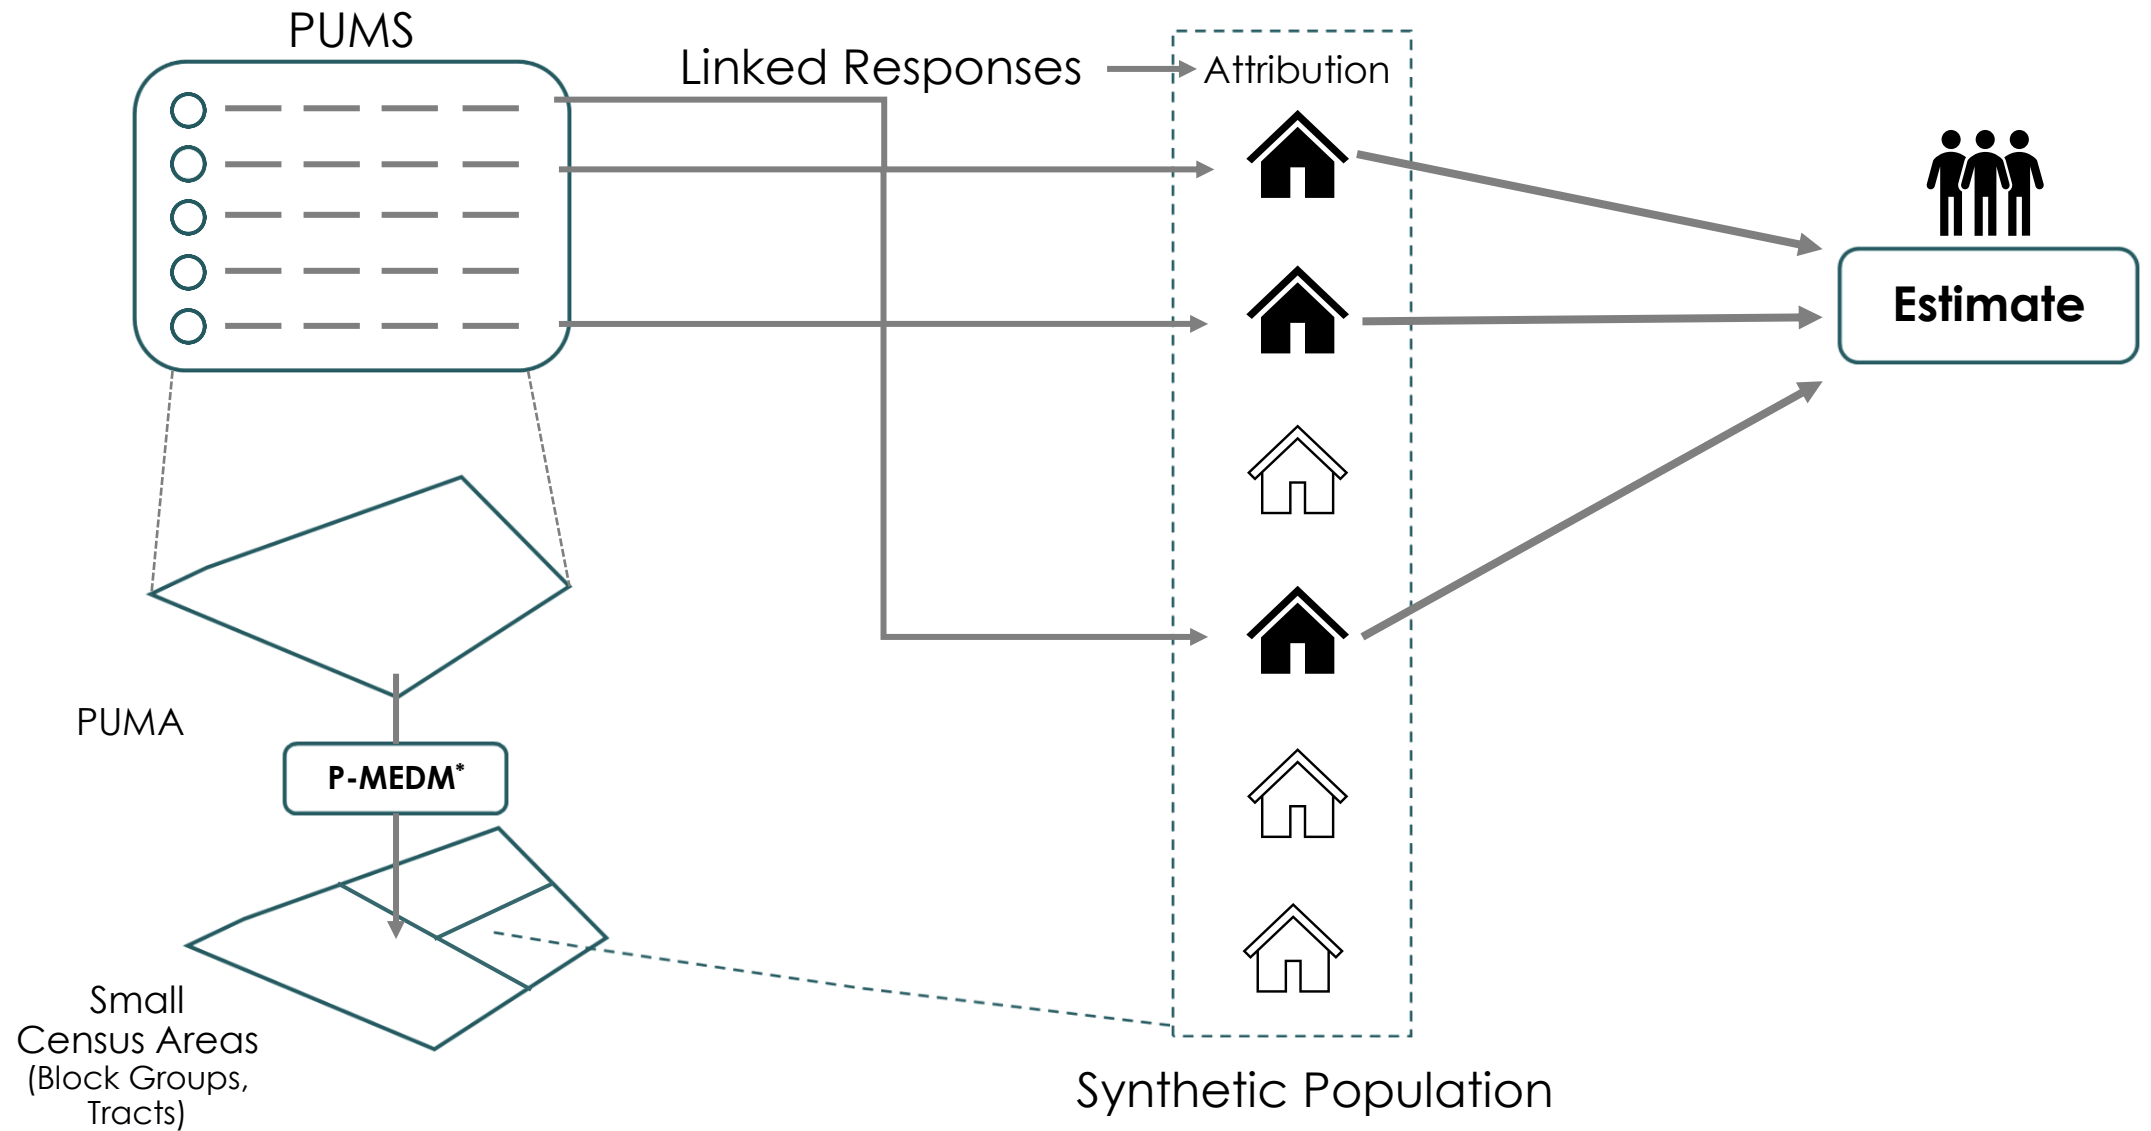 PUMS
Linked Responses
Attribution
Estimate
PUMA
P-MEDM*
Small
Census Areas
(Block Groups,
Tracts)
Synthetic Population